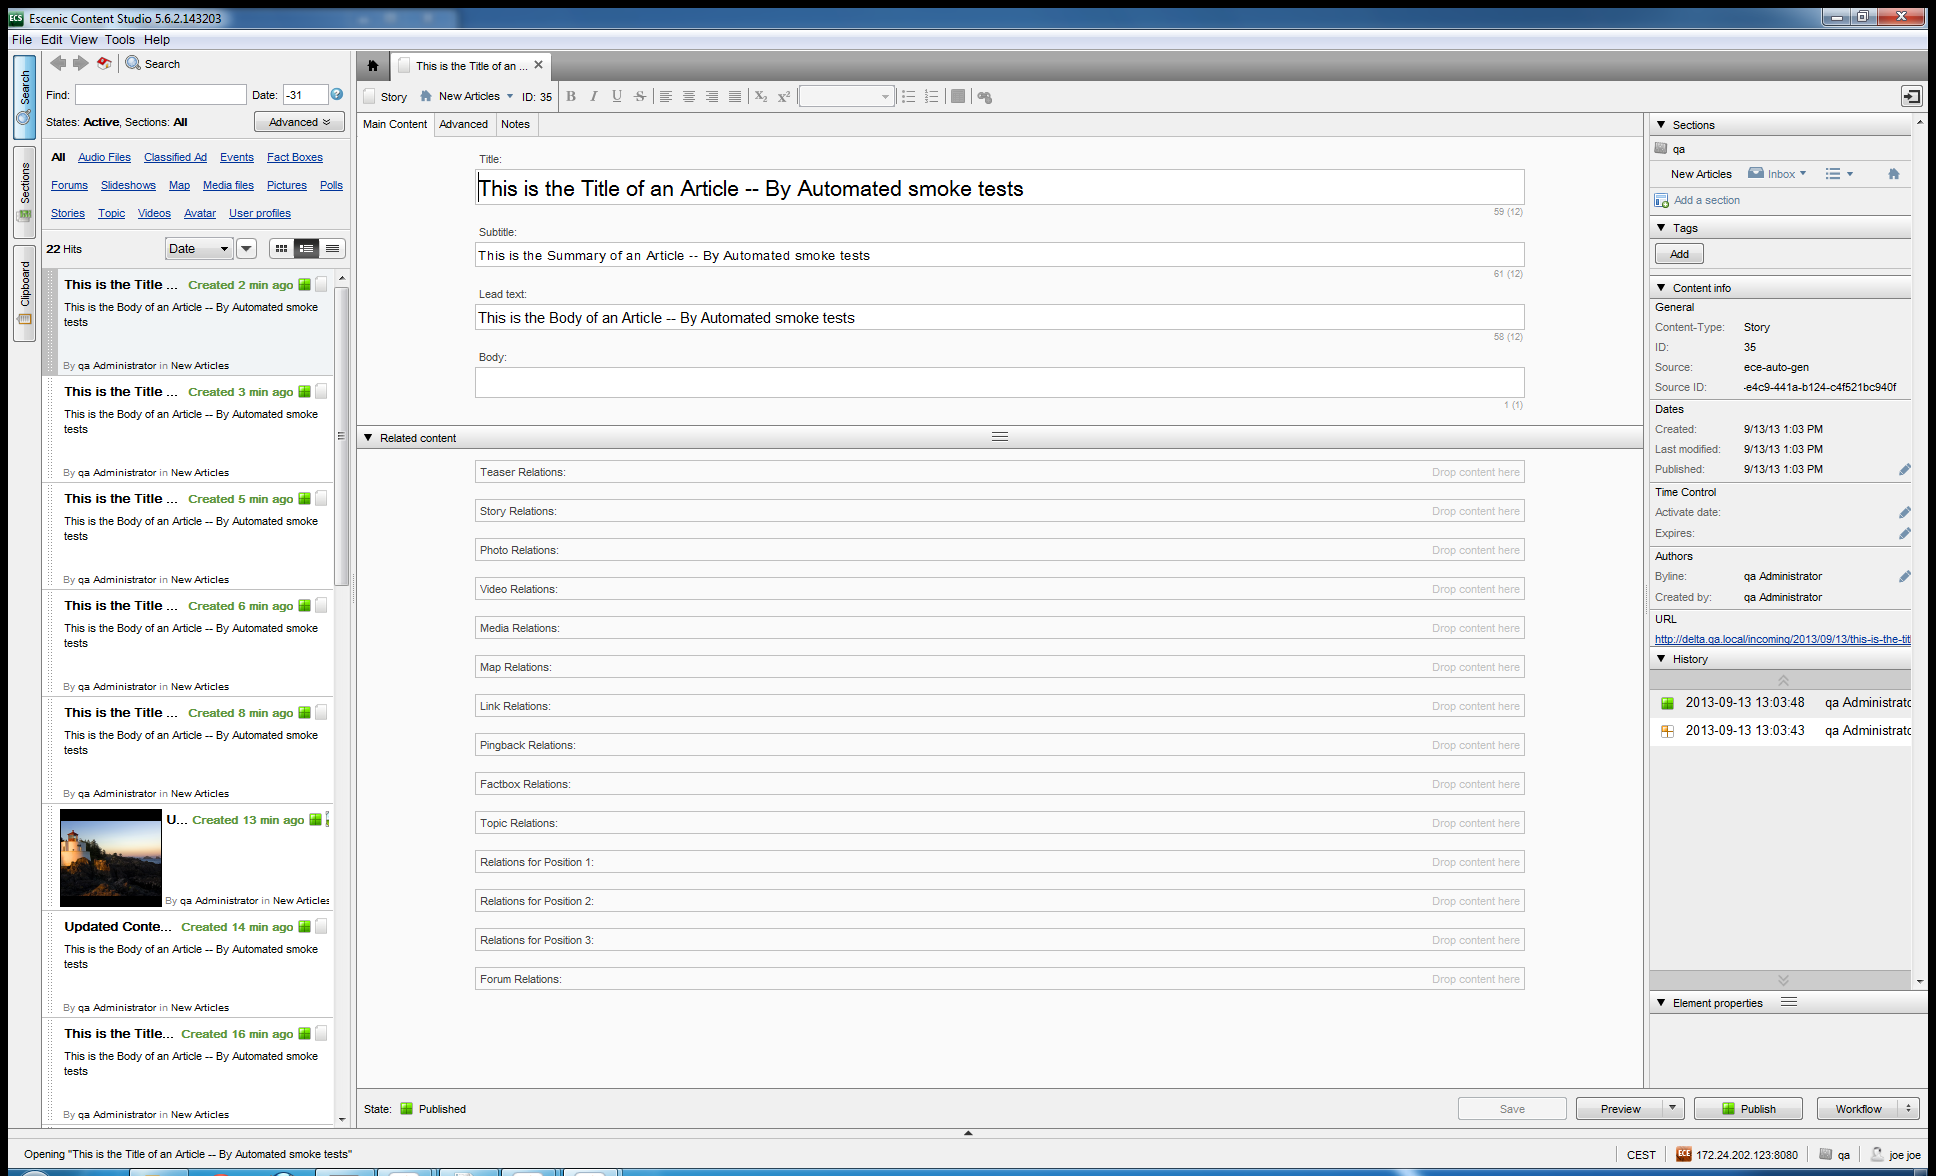 Escenic Content Studio 5.6.2.143203
File Edit View Tools Help
Search
Sections
Clipboard
Search
Find: Date: -31
States: Active, Sections: All Advanced
All Audio Files Classified Ad Events Fact Boxes
Forums Slideshows Map Media files Pictures Polls
Stories Topic Videos Avatar User profiles
22 Hits Date
This is the Title ... Created 2 min ago
This is the Body of an Article -- By Automated smoke
tests
By qa Administrator in New Articles
This is the Title ... Created 3 min ago
This is the Body of an Article -- By Automated smoke
tests
By qa Administrator in New Articles
This is the Title ... Created 5 min ago
This is the Body of an Article -- By Automated smoke
tests
By qa Administrator in New Articles
This is the Title ... Created 6 min ago
This is the Body of an Article -- By Automated smoke
tests
By qa Administrator in New Articles
This is the Title ... Created 8 min ago
This is the Body of an Article -- By Automated smoke
tests
By qa Administrator in New Articles
U... Created 13 min ago
By qa Administrator in New Articles
Updated Conte... Created 14 min ago
This is the Body of an Article -- By Automated smoke
tests
By qa Administrator in New Articles
This is the Title... Created 16 min ago
This is the Body of an Article -- By Automated smoke
tests
By qa Administrator in New Articles
This is the Title of an ...
Story New Articles ID: 35 B I U S X₂ X²
Main Content Advanced Notes
Title:
This is the Title of an Article -- By Automated smoke tests
59 (12)
Subtitle:
This is the Summary of an Article -- By Automated smoke tests
61 (12)
Lead text:
This is the Body of an Article -- By Automated smoke tests
58 (12)
Body:
1 (1)
Related content
Teaser Relations: Drop content here
Story Relations: Drop content here
Photo Relations: Drop content here
Video Relations: Drop content here
Media Relations: Drop content here
Map Relations: Drop content here
Link Relations: Drop content here
Pingback Relations: Drop content here
Factbox Relations: Drop content here
Topic Relations: Drop content here
Relations for Position 1: Drop content here
Relations for Position 2: Drop content here
Relations for Position 3: Drop content here
Forum Relations: Drop content here
State: Published Save Preview Publish Workflow
Sections
qa
New Articles Inbox
Add a section
Tags
Add
Content info
General
Content-Type: Story
ID: 35
Source: ece-auto-gen
Source ID: -e4c9-441a-b124-c4f521bc940f
Dates
Created: 9/13/13 1:03 PM
Last modified: 9/13/13 1:03 PM
Published: 9/13/13 1:03 PM
Time Control
Activate date:
Expires:
Authors
Byline: qa Administrator
Created by: qa Administrator
URL
http://delta.qa.local/incoming/2013/09/13/this-is-the-titl
History
2013-09-13 13:03:48 qa Administrato
2013-09-13 13:03:43 qa Administrato
Element properties
Opening "This is the Title of an Article -- By Automated smoke tests"
CEST ECE 172.24.202.123:8080 qa joe joe